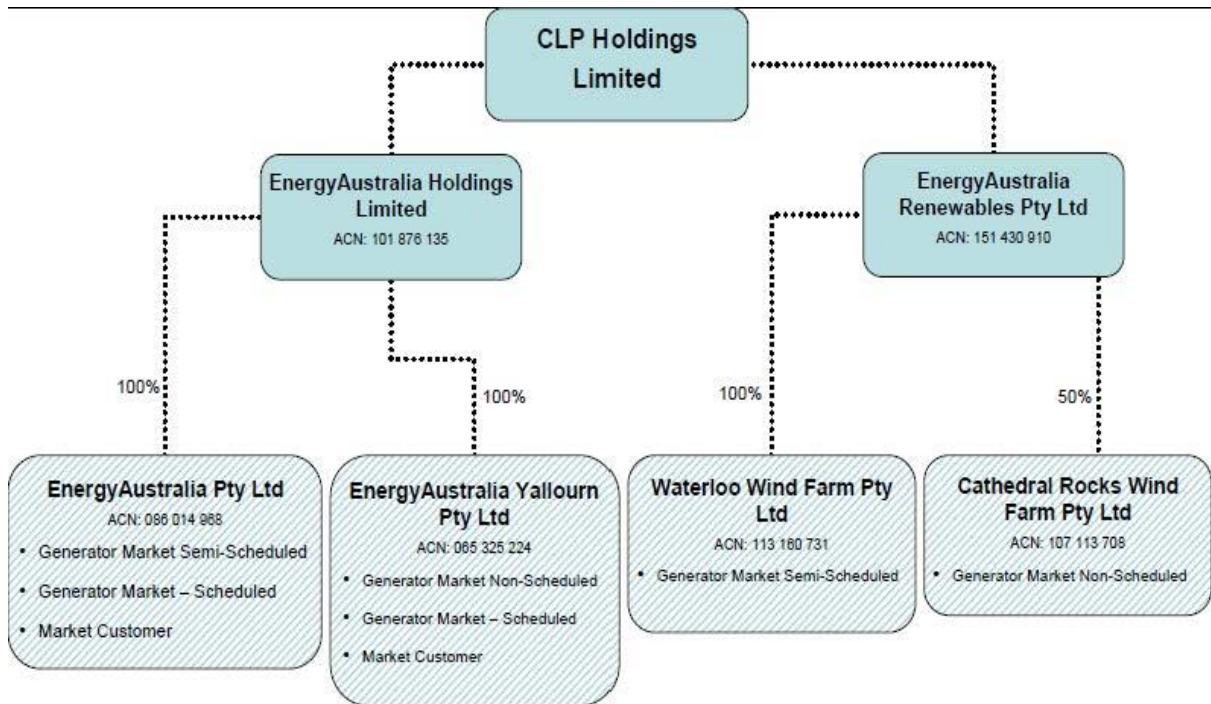 CLP Holdings
Limited
EnergyAustralia Holdings
Limited
ACN: 101 876 135
EnergyAustralia
Renewables Pty Ltd
ACN: 151 430 910
100%
100%
100%
50%
EnergyAustralia Pty Ltd
ACN: 086 014 968
• Generator Market Semi-Scheduled
• Generator Market – Scheduled
• Market Customer
EnergyAustralia Yallourn
Pty Ltd
ACN: 065 325 224
• Generator Market Non-Scheduled
• Generator Market – Scheduled
• Market Customer
Waterloo Wind Farm Pty
Ltd
ACN: 113 160 731
• Generator Market Semi-Scheduled
Cathedral Rocks Wind
Farm Pty Ltd
ACN: 107 113 708
• Generator Market Non-Scheduled